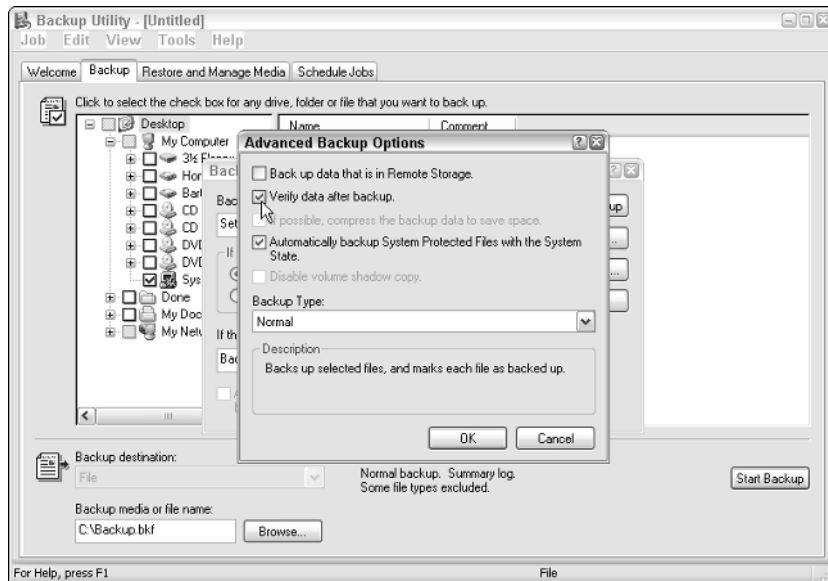 Backup Utility - [Untitled]
Job Edit View Tools Help
Welcome Backup Restore and Manage Media Schedule Jobs
Click to select the check box for any drive, folder or file that you want to back up.
Desktop
My Computer
3½
CD
CD
Done
Name Comment
Advanced Backup Options
Back up data that is in Remote Storage.
Verify data after backup.
possible, compress the backup data to save space.
Automatically backup System Protected Files with the System
State.
Disable volume shadow copy.
Backup Type:
Normal
Description
Backs up selected files, and marks each file as backed up.
OK Cancel
Backup destination:
File
Normal backup. Summary log.
Some file types excluded.
Start Backup
Backup media or file name:
C:\Backup.bkf
Browse...
For Help, press F1 File